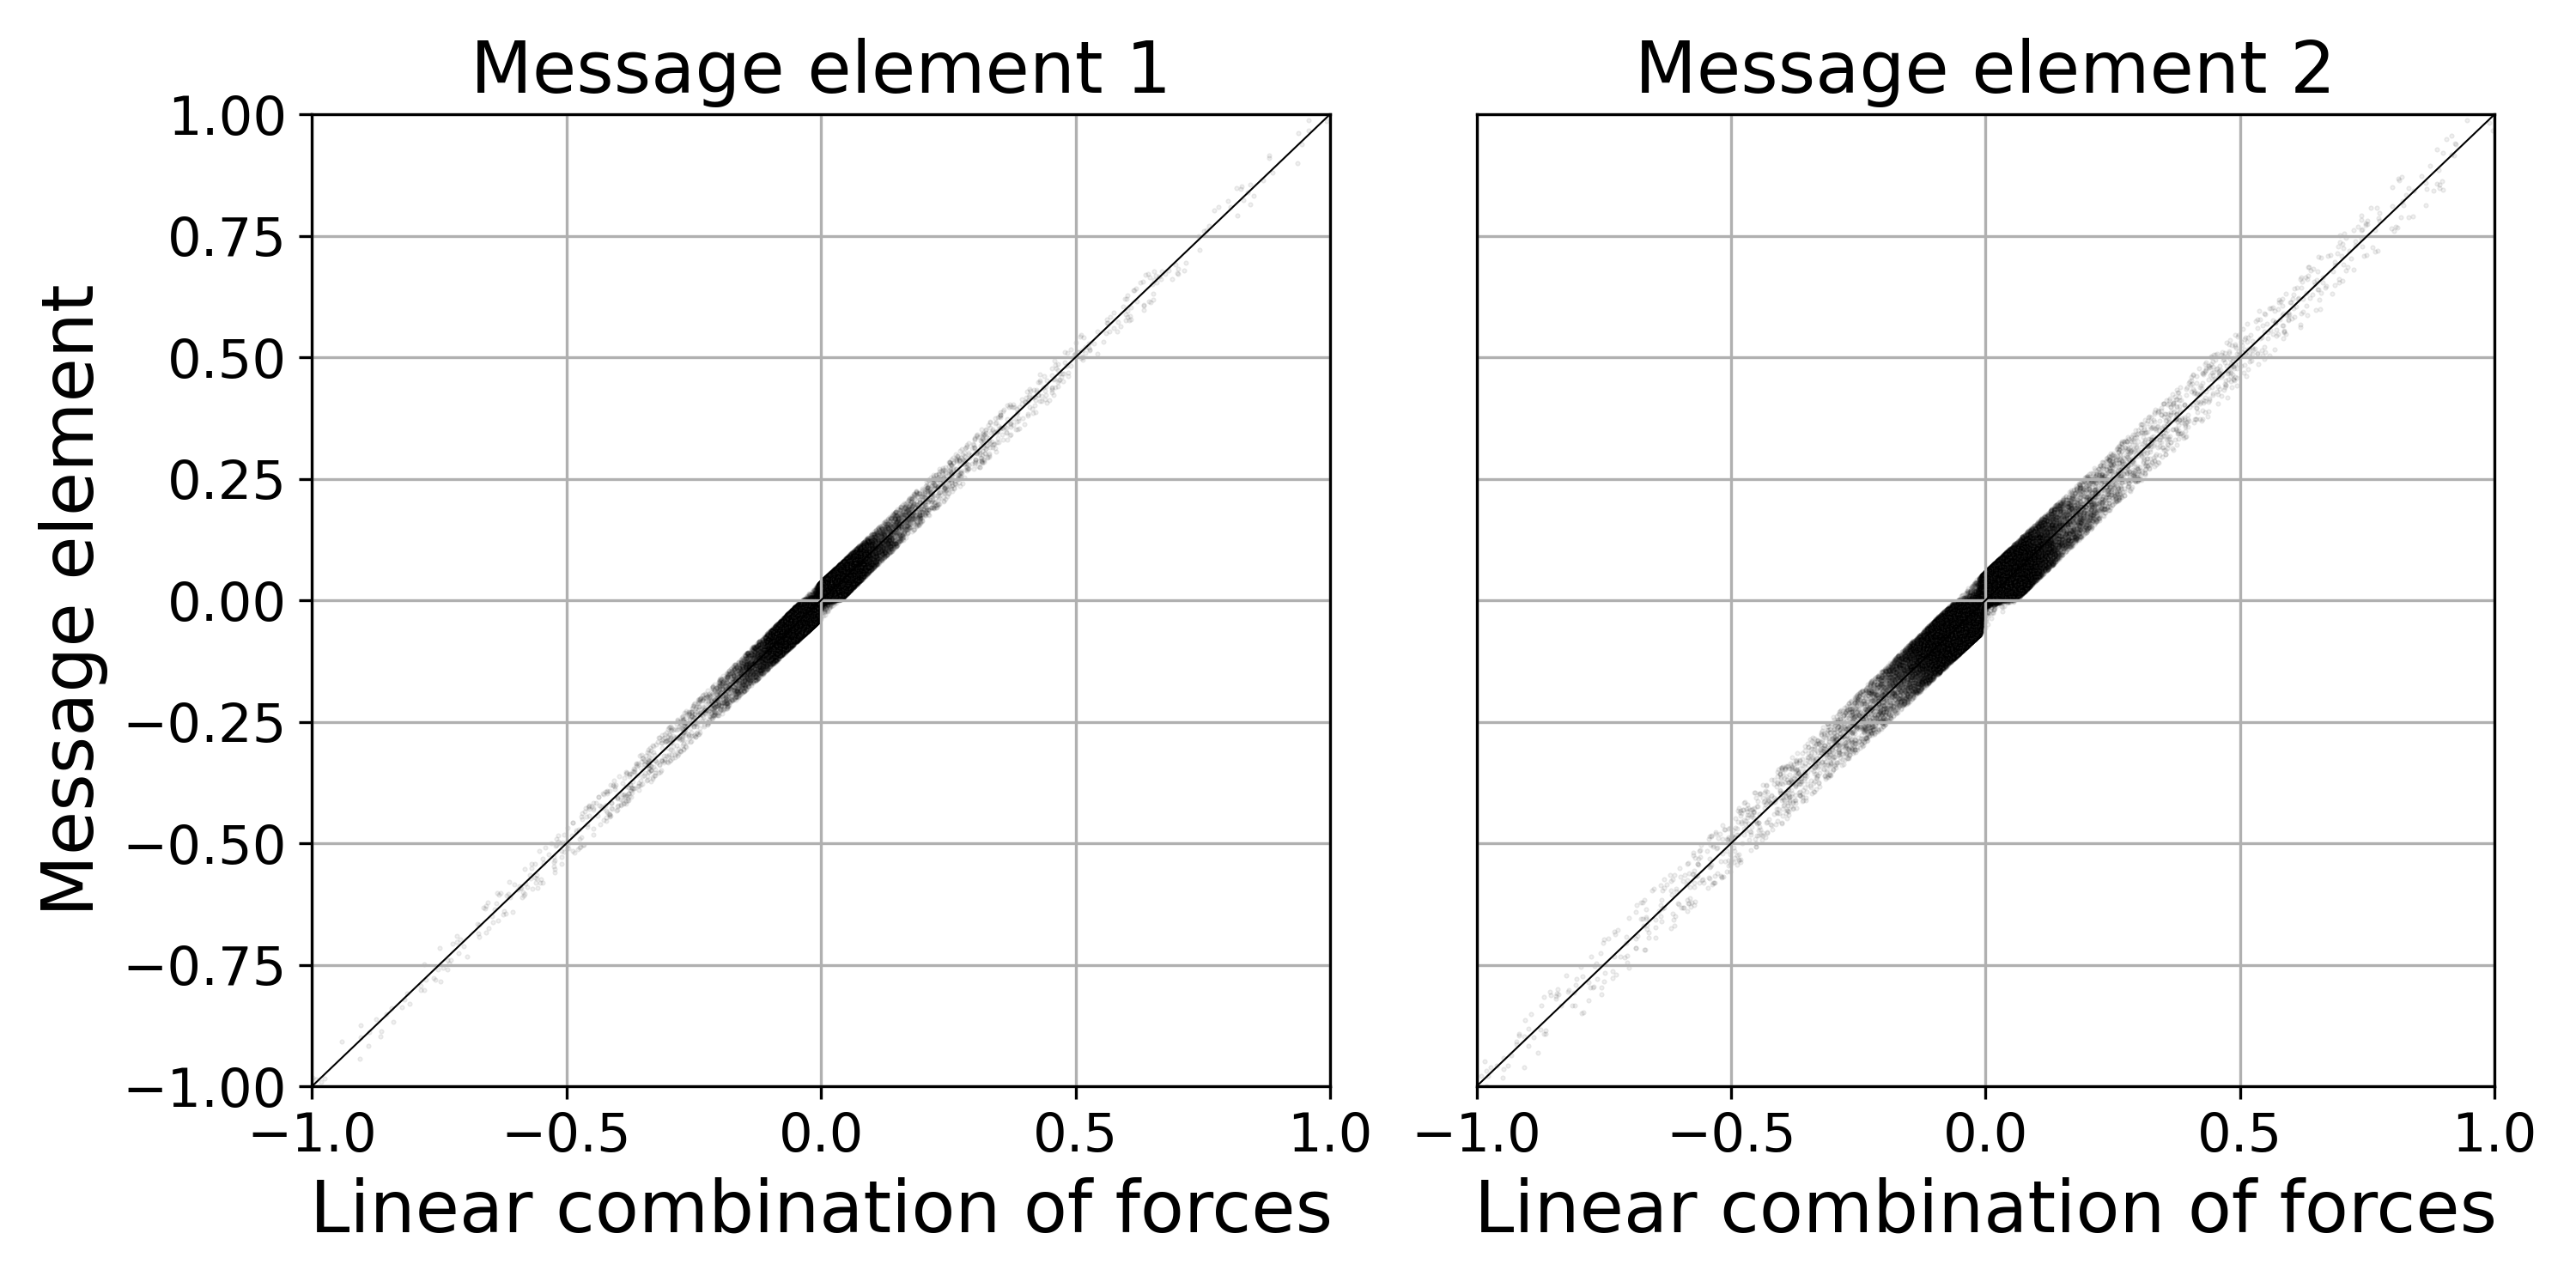 Message element 1
Message element 2
Message element
1.00
0.75
0.50
0.25
0.00
−0.25
−0.50
−0.75
−1.00
−1.0 −0.5 0.0 0.5 1.0
−1.0 −0.5 0.0 0.5 1.0
Linear combination of forces
Linear combination of forces